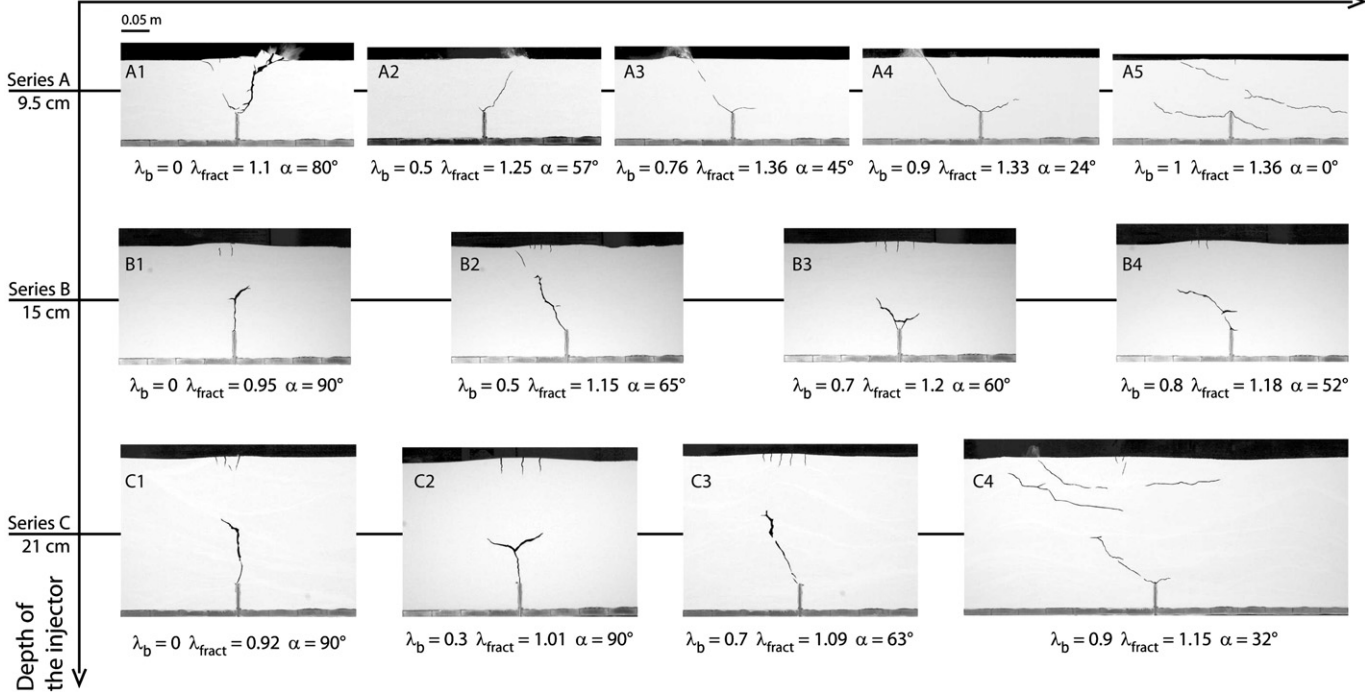 0.05 m
Series A
9.5 cm
A1
A2
A3
A4
A5
λb = 0 λfract = 1.1 α = 80°
λb = 0.5 λfract = 1.25 α = 57°
λb = 0.76 λfract = 1.36 α = 45°
λb = 0.9 λfract = 1.33 α = 24°
λb = 1 λfract = 1.36 α = 0°
Series B
15 cm
B1
B2
B3
B4
λb = 0 λfract = 0.95 α = 90°
λb = 0.5 λfract = 1.15 α = 65°
λb = 0.7 λfract = 1.2 α = 60°
λb = 0.8 λfract = 1.18 α = 52°
Series C
21 cm
C1
C2
C3
C4
λb = 0 λfract = 0.92 α = 90°
λb = 0.3 λfract = 1.01 α = 90°
λb = 0.7 λfract = 1.09 α = 63°
λb = 0.9 λfract = 1.15 α = 32°
Depth of
the injector